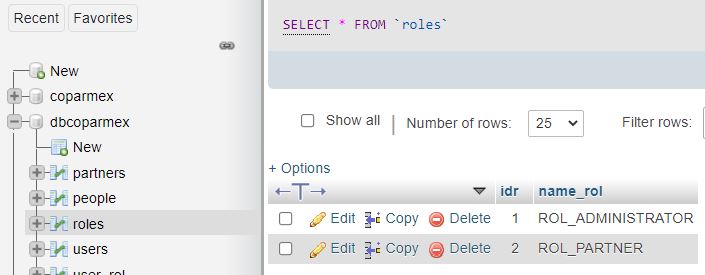 Recent Favorites
New
coparmex
dbcoparmex
New
partners
people
roles
users
user_rol
SELECT * FROM `roles`
Show all | Number of rows: 25 Filter rows:
+ Options
←T→ idr name_rol
Edit Copy Delete 1 ROL_ADMINISTRATOR
Edit Copy Delete 2 ROL_PARTNER